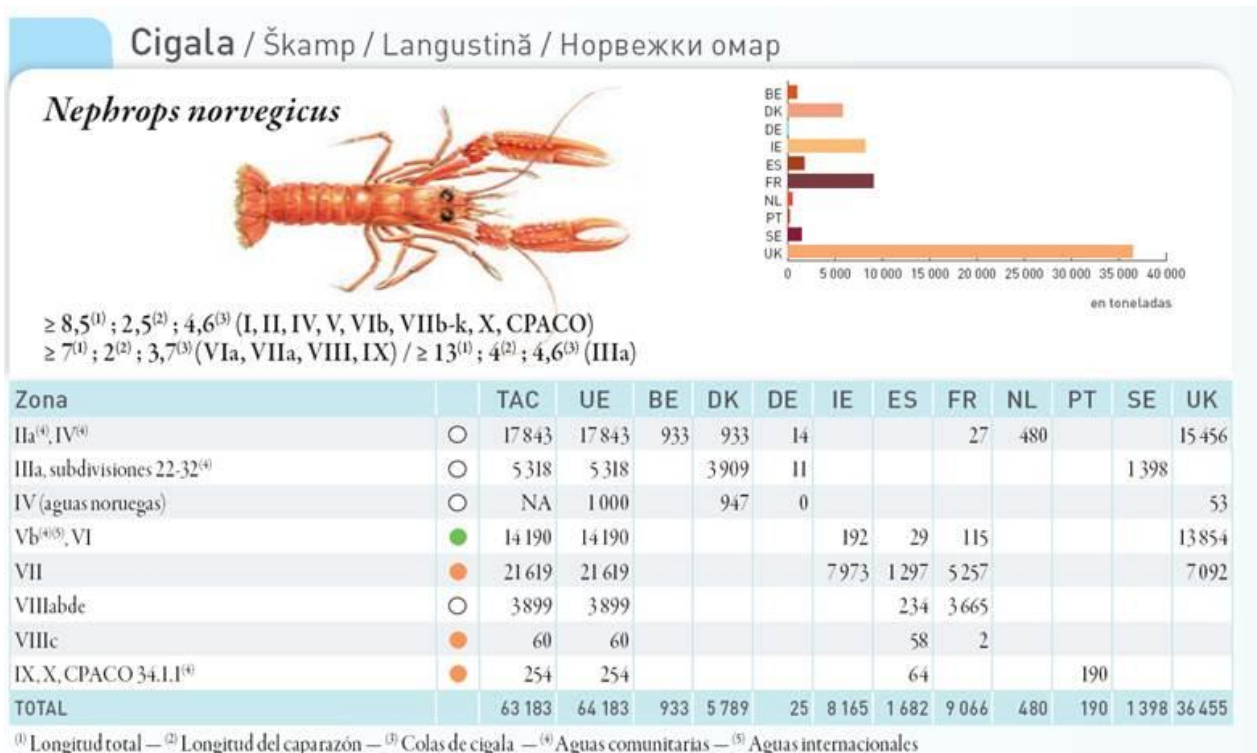 Cigala / Škamp / Langustină / Норвежки омар
Nephrops norvegicus
BE
DK
DE
IE
ES
FR
NL
PT
SE
UK
0 5 000 10 000 15 000 20 000 25 000 30 000 35 000 40 000
en toneladas
≥ 8,5⁽¹⁾ ; 2,5⁽²⁾ ; 4,6⁽³⁾ (I, II, IV, V, VIb, VIIb-k, X, CPACO)
≥ 7⁽¹⁾ ; 2⁽²⁾ ; 3,7⁽³⁾ (VIa, VIIa, VIII, IX) / ≥ 13⁽¹⁾ ; 4⁽²⁾ ; 4,6⁽³⁾ (IIIa)
Zona TAC UE BE DK DE IE ES FR NL PT SE UK
IIa⁽⁴⁾, IV⁽⁴⁾ 17 843 17 843 933 933 14 27 480 15 456
IIIa, subdivisiones 22-32⁽⁴⁾ 5 318 5 318 3 909 11 1 398
IV (aguas noruegas) NA 1 000 947 0 53
Vb⁽⁴⁾⁽⁵⁾, VI 14 190 14 190 192 29 115 13 854
VII 21 619 21 619 7 973 1 297 5 257 7 092
VIIIabde 3 899 3 899 234 3 665
VIIIc 60 60 58 2
IX, X, CPACO 34.1.1⁽⁴⁾ 254 254 64 190
TOTAL 63 183 64 183 933 5 789 25 8 165 1 682 9 066 480 190 1 398 36 455
⁽¹⁾ Longitud total — ⁽²⁾ Longitud del caparazón — ⁽³⁾ Colas de cigala — ⁽⁴⁾ Aguas comunitarias — ⁽⁵⁾ Aguas internacionales